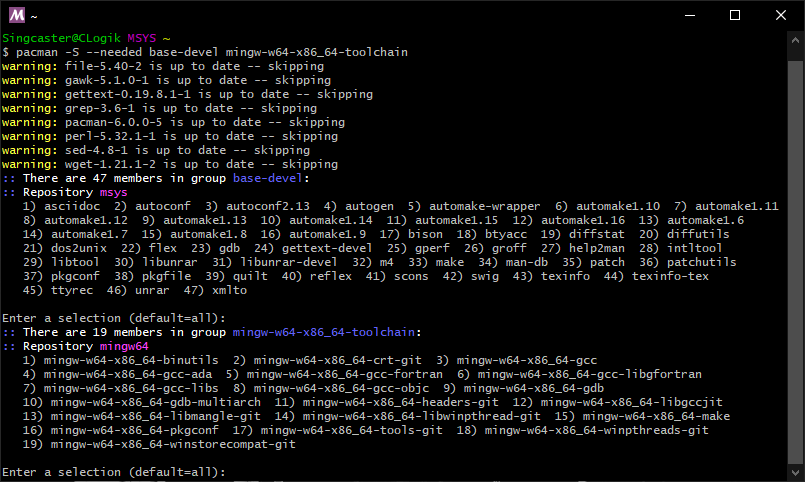 M ~
Singcaster@CLogik MSYS ~
$ pacman -S --needed base-devel mingw-w64-x86_64-toolchain
warning: file-5.40-2 is up to date -- skipping
warning: gawk-5.1.0-1 is up to date -- skipping
warning: gettext-0.19.8.1-1 is up to date -- skipping
warning: grep-3.6-1 is up to date -- skipping
warning: pacman-6.0.0-5 is up to date -- skipping
warning: perl-5.32.1-1 is up to date -- skipping
warning: sed-4.8-1 is up to date -- skipping
warning: wget-1.21.1-2 is up to date -- skipping
:: There are 47 members in group base-devel:
:: Repository msys
1) asciidoc 2) autoconf 3) autoconf2.13 4) autogen 5) automake-wrapper 6) automake1.10 7) automake1.11
8) automake1.12 9) automake1.13 10) automake1.14 11) automake1.15 12) automake1.16 13) automake1.6
14) automake1.7 15) automake1.8 16) automake1.9 17) bison 18) btyacc 19) diffstat 20) diffutils
21) dos2unix 22) flex 23) gdb 24) gettext-devel 25) gperf 26) groff 27) help2man 28) intltool
29) libtool 30) libunrar 31) libunrar-devel 32) m4 33) make 34) man-db 35) patch 36) patchutils
37) pkgconf 38) pkgfile 39) quilt 40) reflex 41) scons 42) swig 43) texinfo 44) texinfo-tex
45) ttyrec 46) unrar 47) xmlto
Enter a selection (default=all):
:: There are 19 members in group mingw-w64-x86_64-toolchain:
:: Repository mingw64
1) mingw-w64-x86_64-binutils 2) mingw-w64-x86_64-crt-git 3) mingw-w64-x86_64-gcc
4) mingw-w64-x86_64-gcc-ada 5) mingw-w64-x86_64-gcc-fortran 6) mingw-w64-x86_64-gcc-libgfortran
7) mingw-w64-x86_64-gcc-libs 8) mingw-w64-x86_64-gcc-objc 9) mingw-w64-x86_64-gdb
10) mingw-w64-x86_64-gdb-multiarch 11) mingw-w64-x86_64-headers-git 12) mingw-w64-x86_64-libgccjit
13) mingw-w64-x86_64-libmangle-git 14) mingw-w64-x86_64-libwinpthread-git 15) mingw-w64-x86_64-make
16) mingw-w64-x86_64-pkgconf 17) mingw-w64-x86_64-tools-git 18) mingw-w64-x86_64-winpthreads-git
19) mingw-w64-x86_64-winstorecompat-git
Enter a selection (default=all):